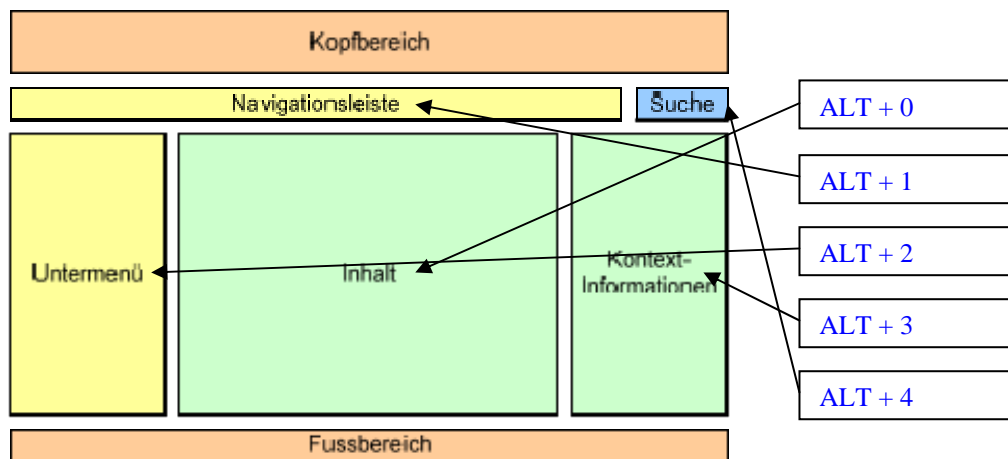 Kopfbereich
Navigationsleiste
Suche
ALT + 0
ALT + 1
Untermenü
Inhalt
Kontext-
Informationen
ALT + 2
ALT + 3
ALT + 4
Fussbereich